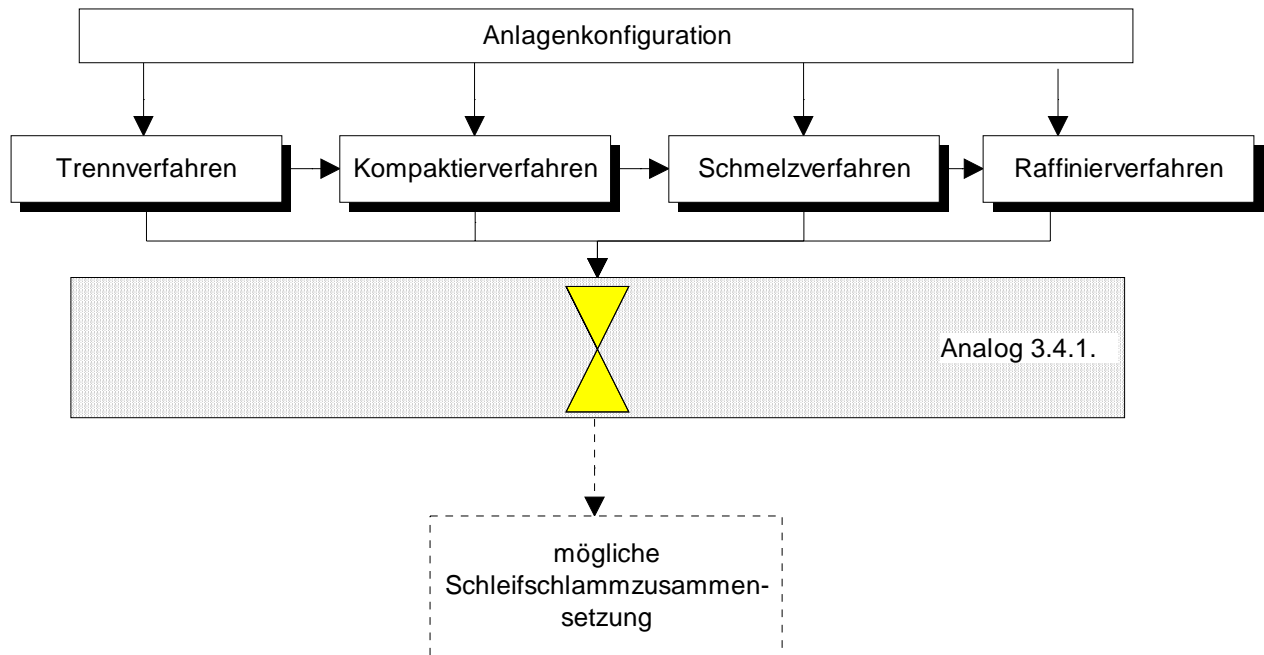 Anlagenkonfiguration
Trennverfahren
Kompaktierverfahren
Schmelzverfahren
Raffinierverfahren
Analog 3.4.1.
mögliche
Schleifschlammzusammen-
setzung